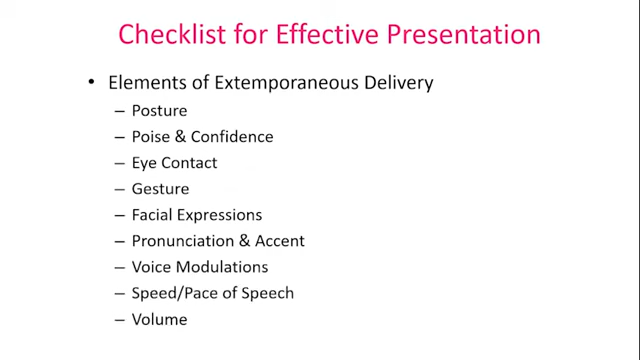 Checklist for Effective Presentation
• Elements of Extemporaneous Delivery
– Posture
– Poise & Confidence
– Eye Contact
– Gesture
– Facial Expressions
– Pronunciation & Accent
– Voice Modulations
– Speed/Pace of Speech
– Volume